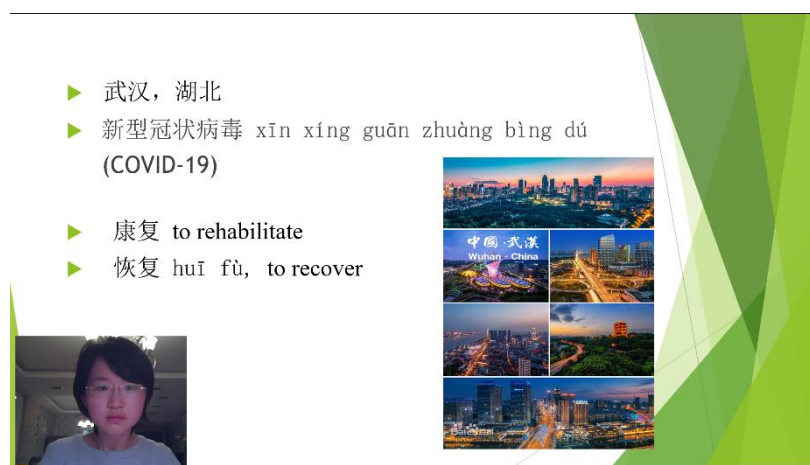 武汉，湖北
新型冠状病毒 xīn xíng guān zhuàng bìng dú
(COVID-19)
康复 to rehabilitate
恢复 huī fù, to recover
中國·武漢
Wuhan·China